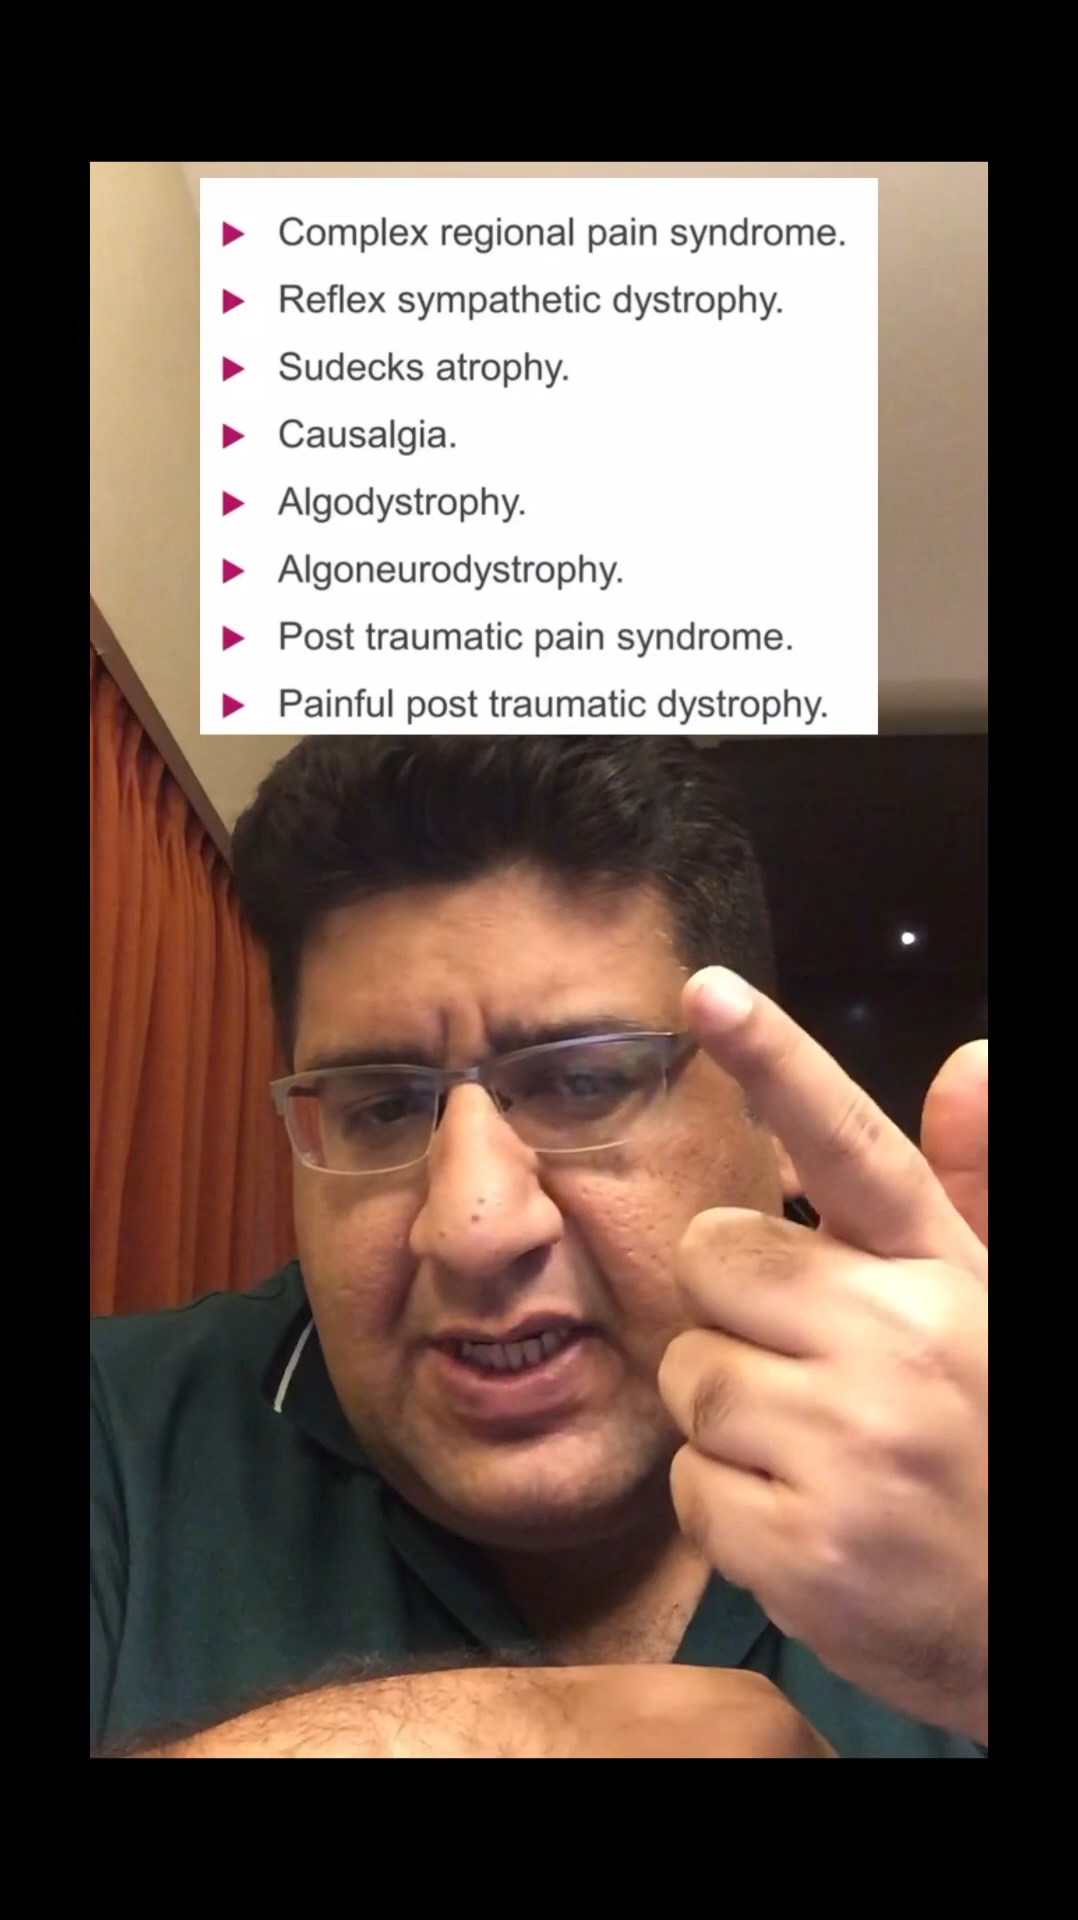 Complex regional pain syndrome.
Reflex sympathetic dystrophy.
Sudecks atrophy.
Causalgia.
Algodystrophy.
Algoneurodystrophy.
Post traumatic pain syndrome.
Painful post traumatic dystrophy.